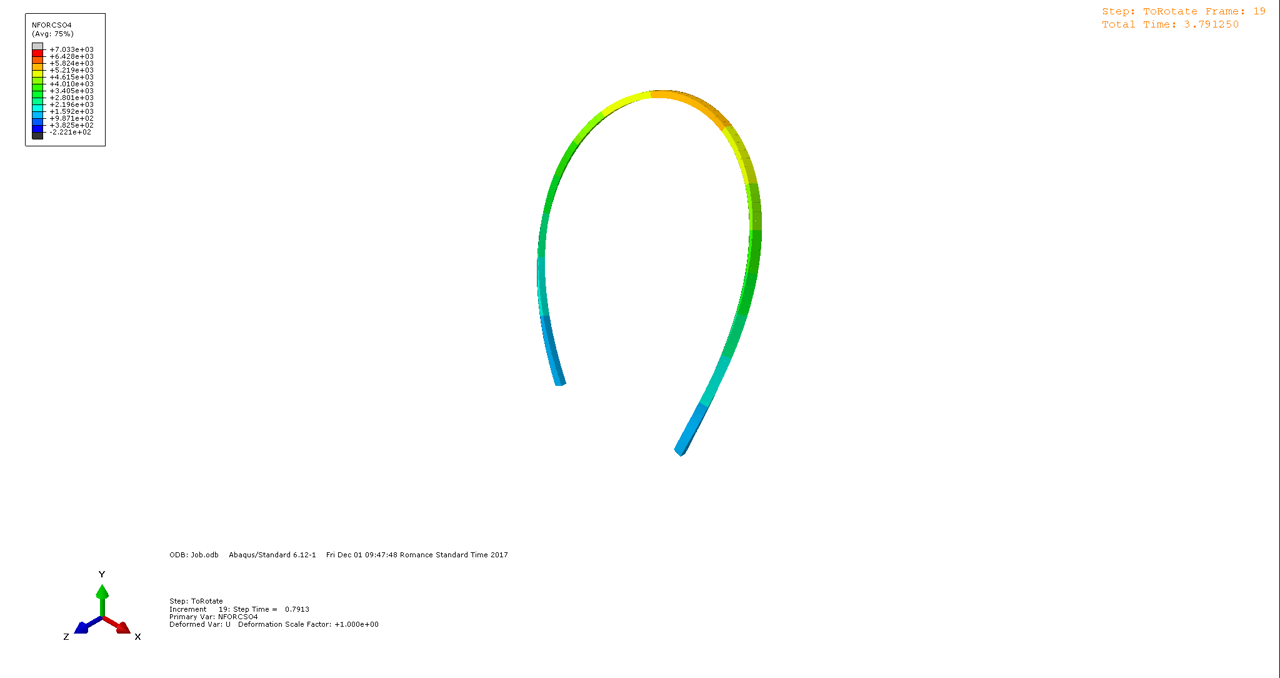 NFORCSO4
(Avg: 75%)
+7.033e+03
+6.428e+03
+5.824e+03
+5.219e+03
+4.615e+03
+4.010e+03
+3.405e+03
+2.801e+03
+2.196e+03
+1.592e+03
+9.871e+02
+3.825e+02
-2.221e+02
Step: ToRotate Frame: 19
Total Time: 3.791250
ODB: Job.odb Abaqus/Standard 6.12-1 Fri Dec 01 09:47:48 Romance Standard Time 2017
Step: ToRotate
Increment 19: Step Time = 0.7913
Primary Var: NFORCSO4
Deformed Var: U Deformation Scale Factor: +1.000e+00
Y
Z
X